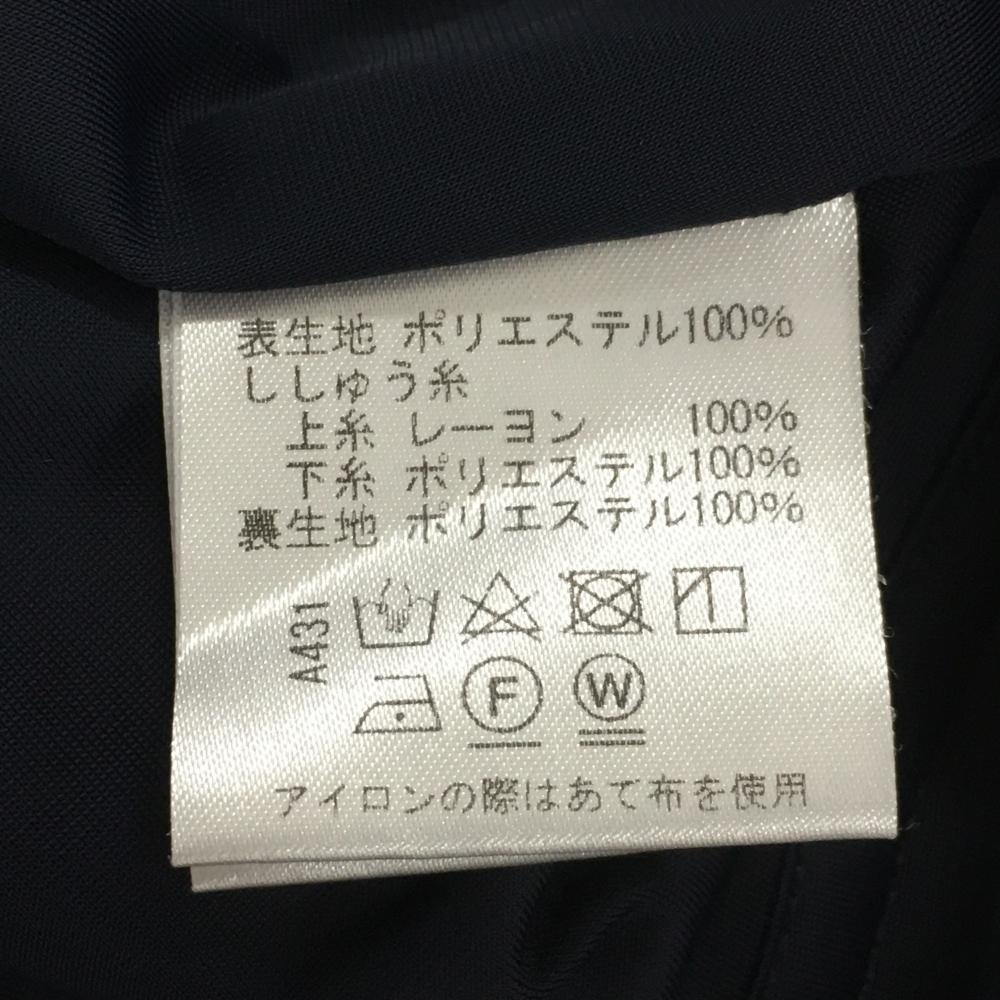 表生地 ポリエステル100%
ししゅう糸
上糸 レーヨン 100%
下糸 ポリエステル100%
裏生地 ポリエステル100%
A431
F W
アイロンの際はあて布を使用